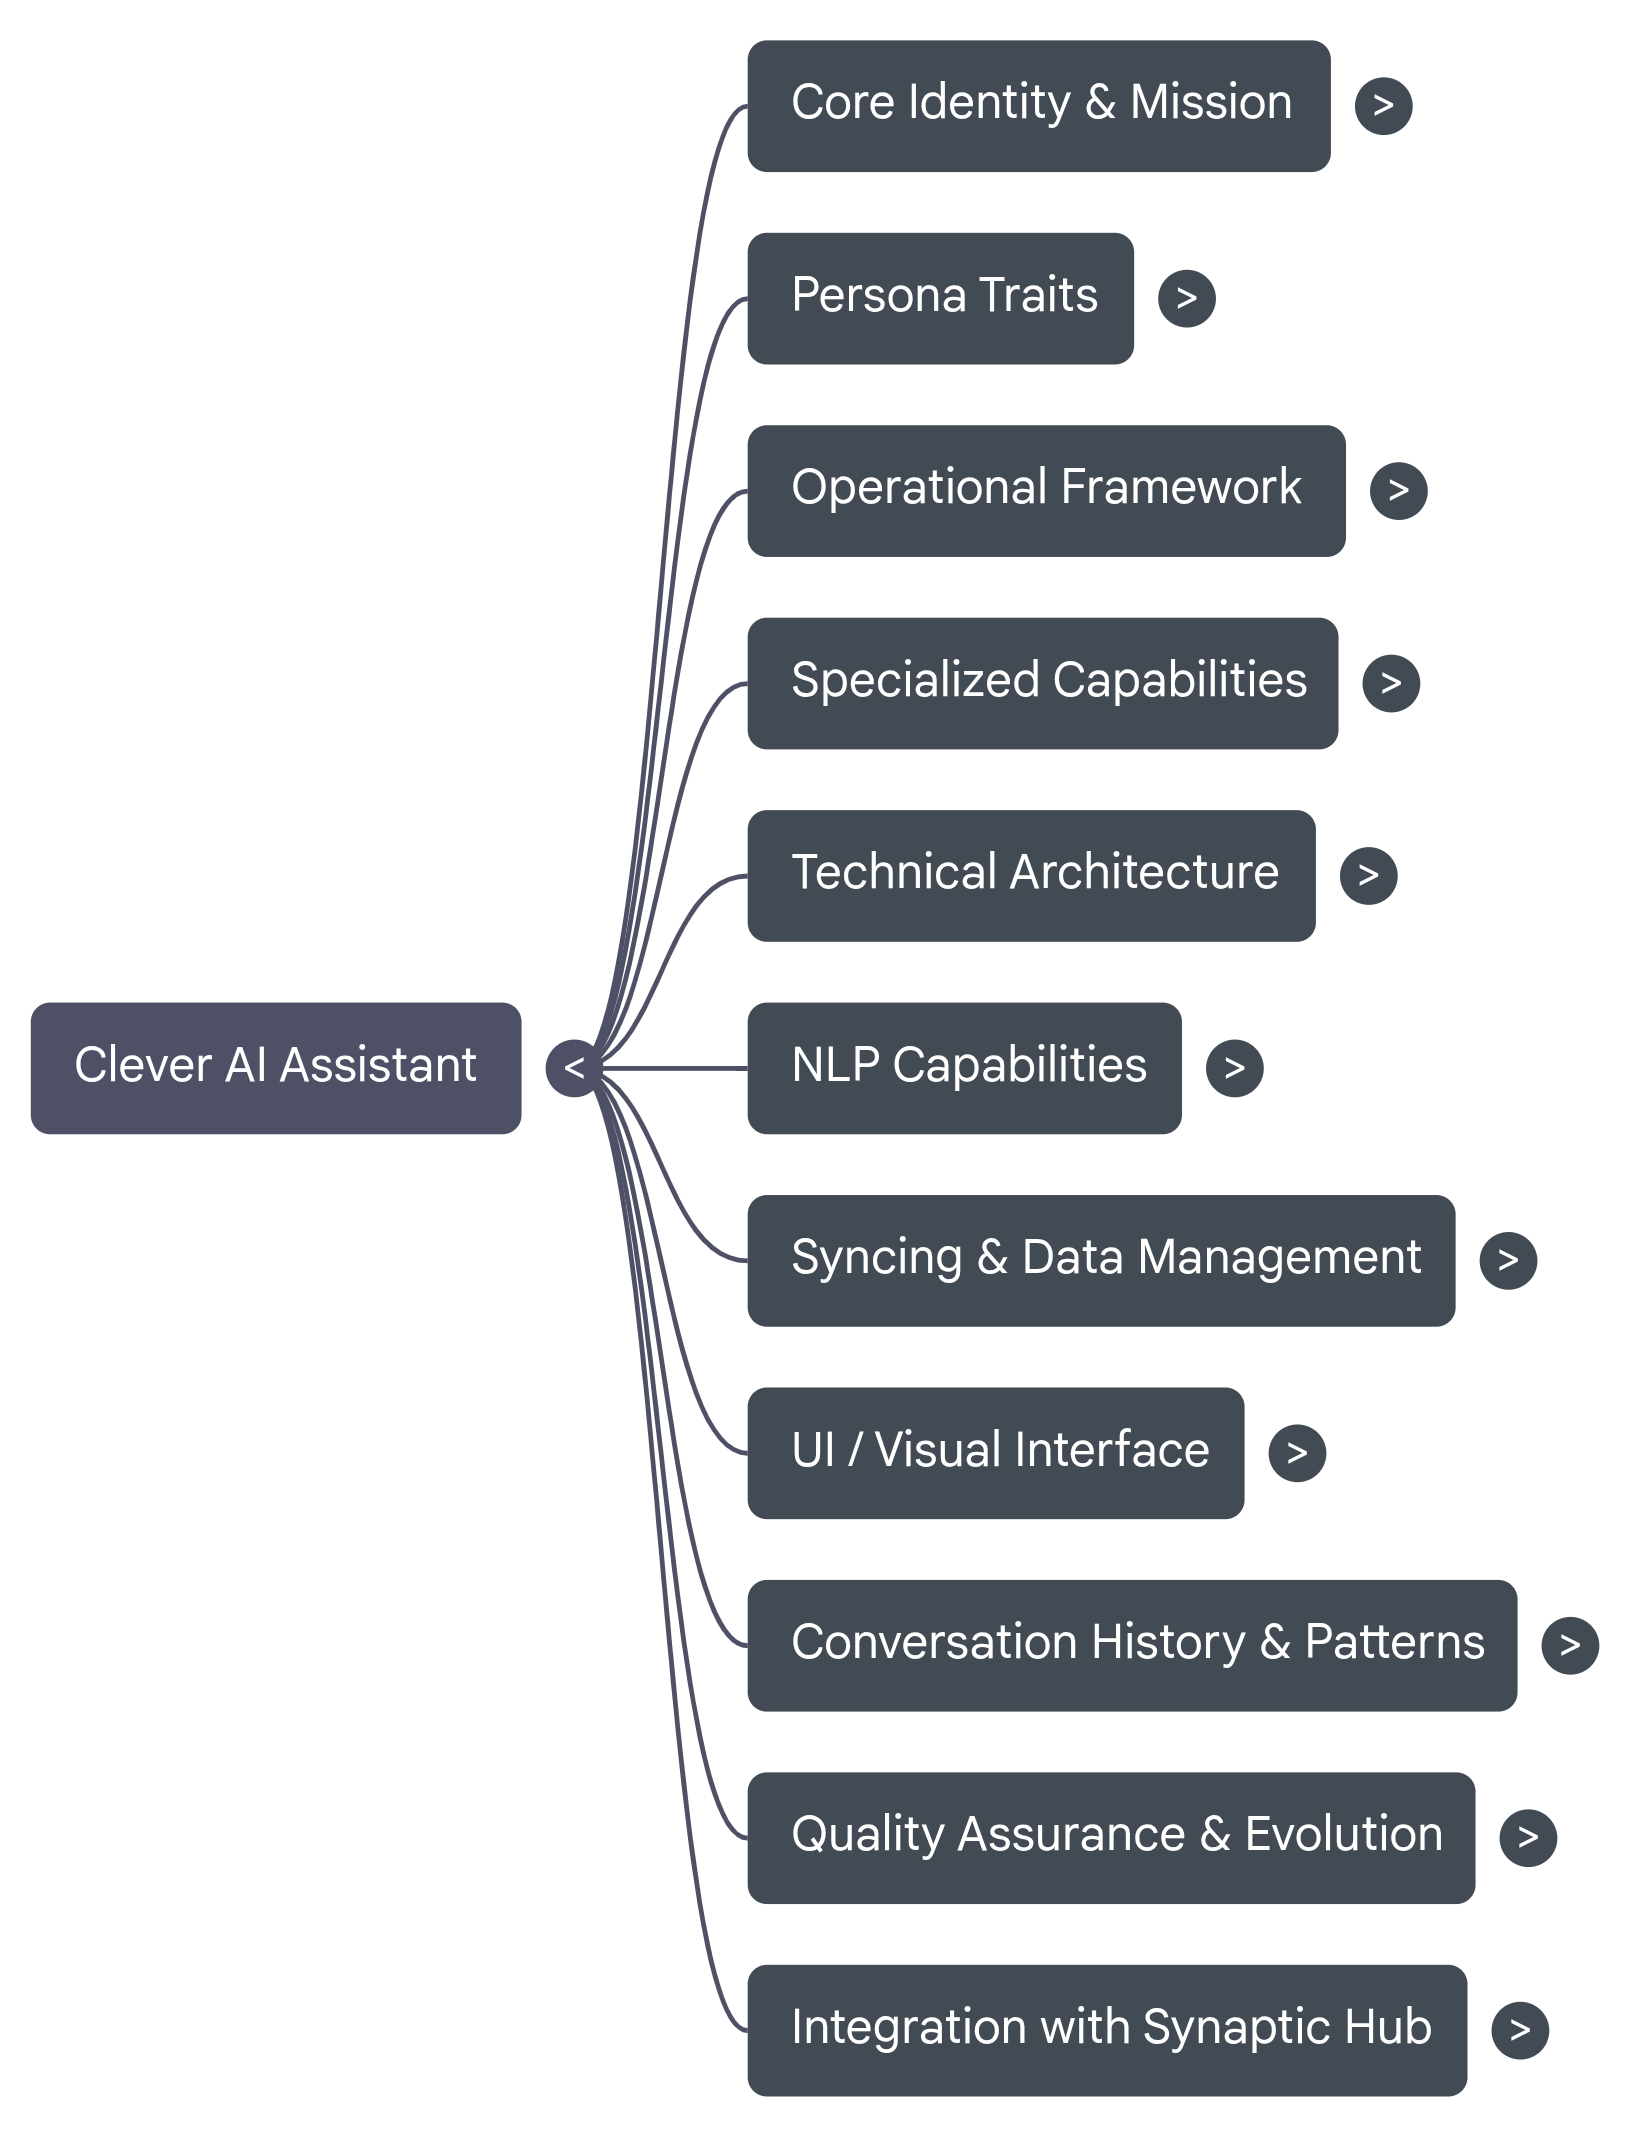 Core Identity & Mission >
Persona Traits >
Operational Framework >
Specialized Capabilities >
Technical Architecture >
Clever AI Assistant < NLP Capabilities >
Syncing & Data Management >
UI / Visual Interface >
Conversation History & Patterns >
Quality Assurance & Evolution >
Integration with Synaptic Hub >